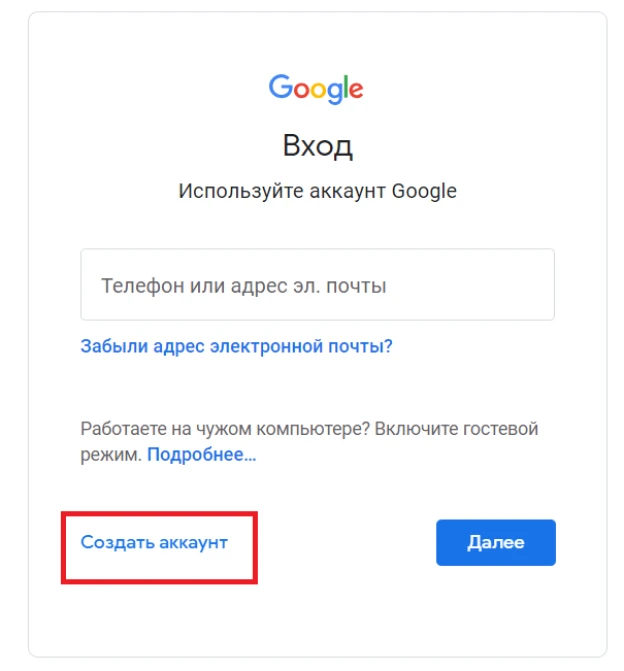 Google
Вход
Используйте аккаунт Google
Телефон или адрес эл. почты
Забыли адрес электронной почты?
Работаете на чужом компьютере? Включите гостевой
режим. Подробнее...
Создать аккаунт
Далее